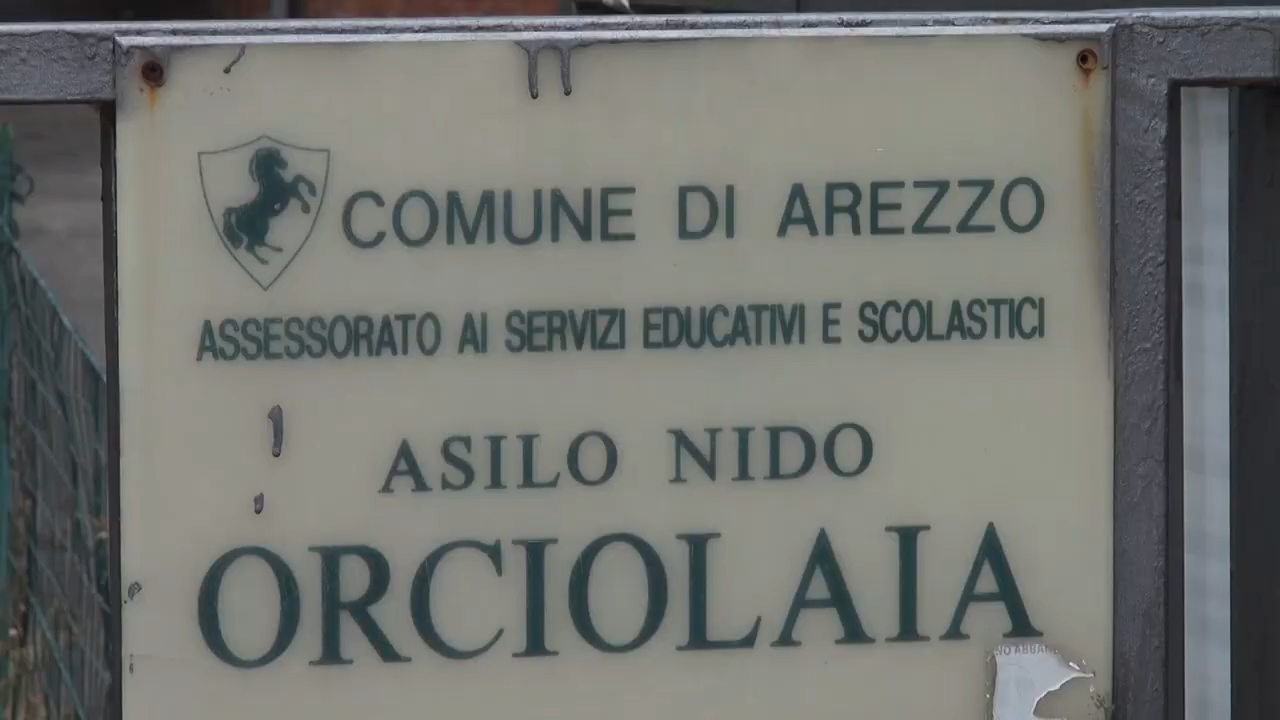 COMUNE DI AREZZO
ASSESSORATO AI SERVIZI EDUCATIVI E SCOLASTICI
ASILO NIDO
ORCIOLAIA